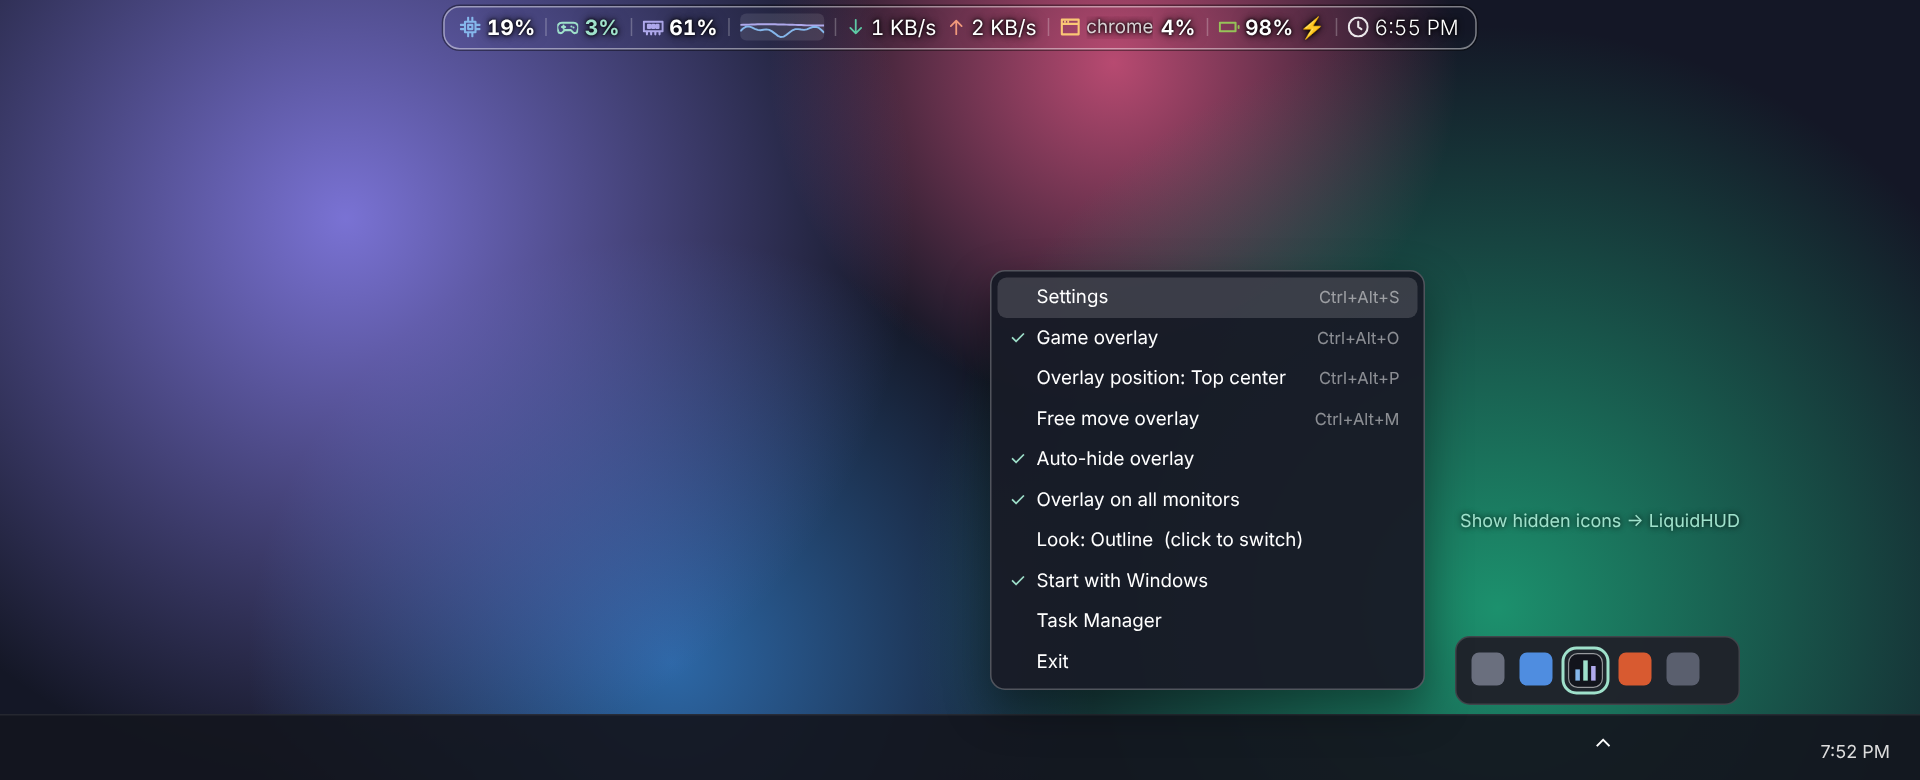 19% 3% 61% 1 KB/s 2 KB/s chrome 4% 98% 6:55 PM
Settings Ctrl+Alt+S
Game overlay Ctrl+Alt+O
Overlay position: Top center Ctrl+Alt+P
Free move overlay Ctrl+Alt+M
Auto-hide overlay
Overlay on all monitors
Look: Outline (click to switch)
Start with Windows
Task Manager
Exit
Show hidden icons → LiquidHUD
7:52 PM